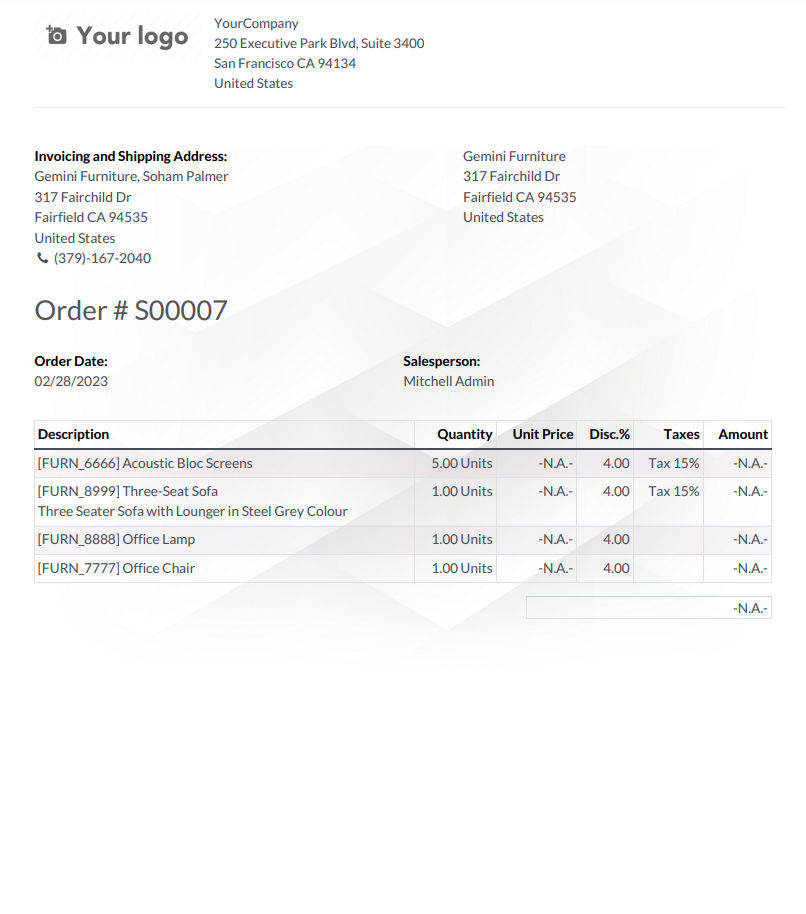 Your logo
YourCompany
250 Executive Park Blvd, Suite 3400
San Francisco CA 94134
United States
Invoicing and Shipping Address:
Gemini Furniture, Soham Palmer
317 Fairchild Dr
Fairfield CA 94535
United States
(379)-167-2040
Gemini Furniture
317 Fairchild Dr
Fairfield CA 94535
United States
Order # S00007
Order Date:
02/28/2023
Salesperson:
Mitchell Admin
Description Quantity Unit Price Disc.% Taxes Amount
[FURN_6666] Acoustic Bloc Screens 5.00 Units -N.A.- 4.00 Tax 15% -N.A.-
[FURN_8999] Three-Seat Sofa 1.00 Units -N.A.- 4.00 Tax 15% -N.A.-
Three Seater Sofa with Lounger in Steel Grey Colour
[FURN_8888] Office Lamp 1.00 Units -N.A.- 4.00 -N.A.-
[FURN_7777] Office Chair 1.00 Units -N.A.- 4.00 -N.A.-
-N.A.-